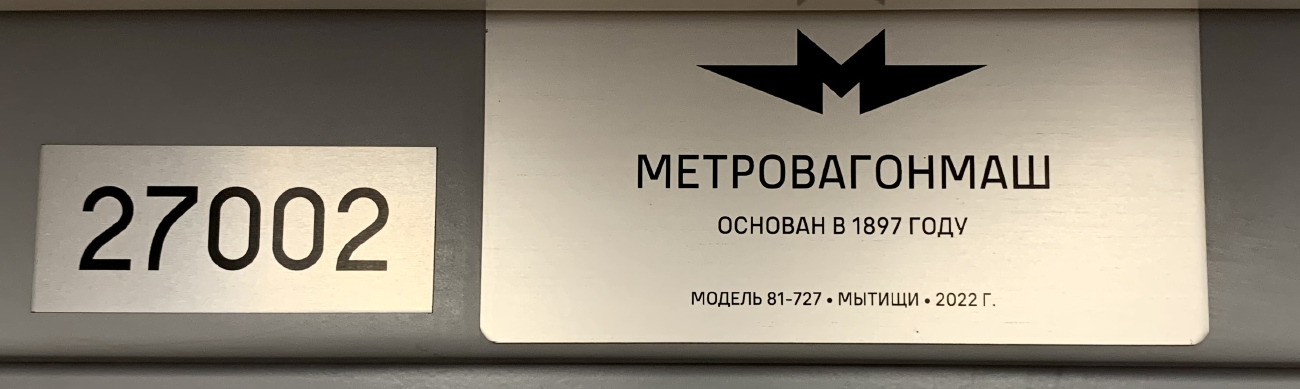 27002
МЕТРОВАГОНМАШ
ОСНОВАН В 1897 ГОДУ
МОДЕЛЬ 81-727 • МЫТИЩИ • 2022 Г.